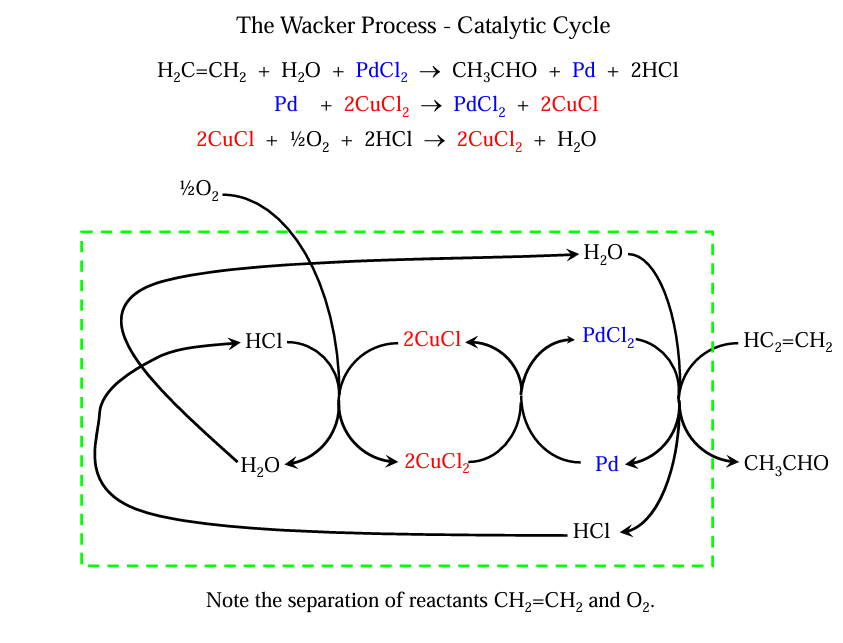 The Wacker Process - Catalytic Cycle
H₂C=CH₂ + H₂O + PdCl₂ → CH₃CHO + Pd + 2HCl
Pd + 2CuCl₂ → PdCl₂ + 2CuCl
2CuCl + ½O₂ + 2HCl → 2CuCl₂ + H₂O
½O₂
H₂O
HCl
2CuCl
PdCl₂
HC₂=CH₂
H₂O
2CuCl₂
Pd
CH₃CHO
HCl
Note the separation of reactants CH₂=CH₂ and O₂.